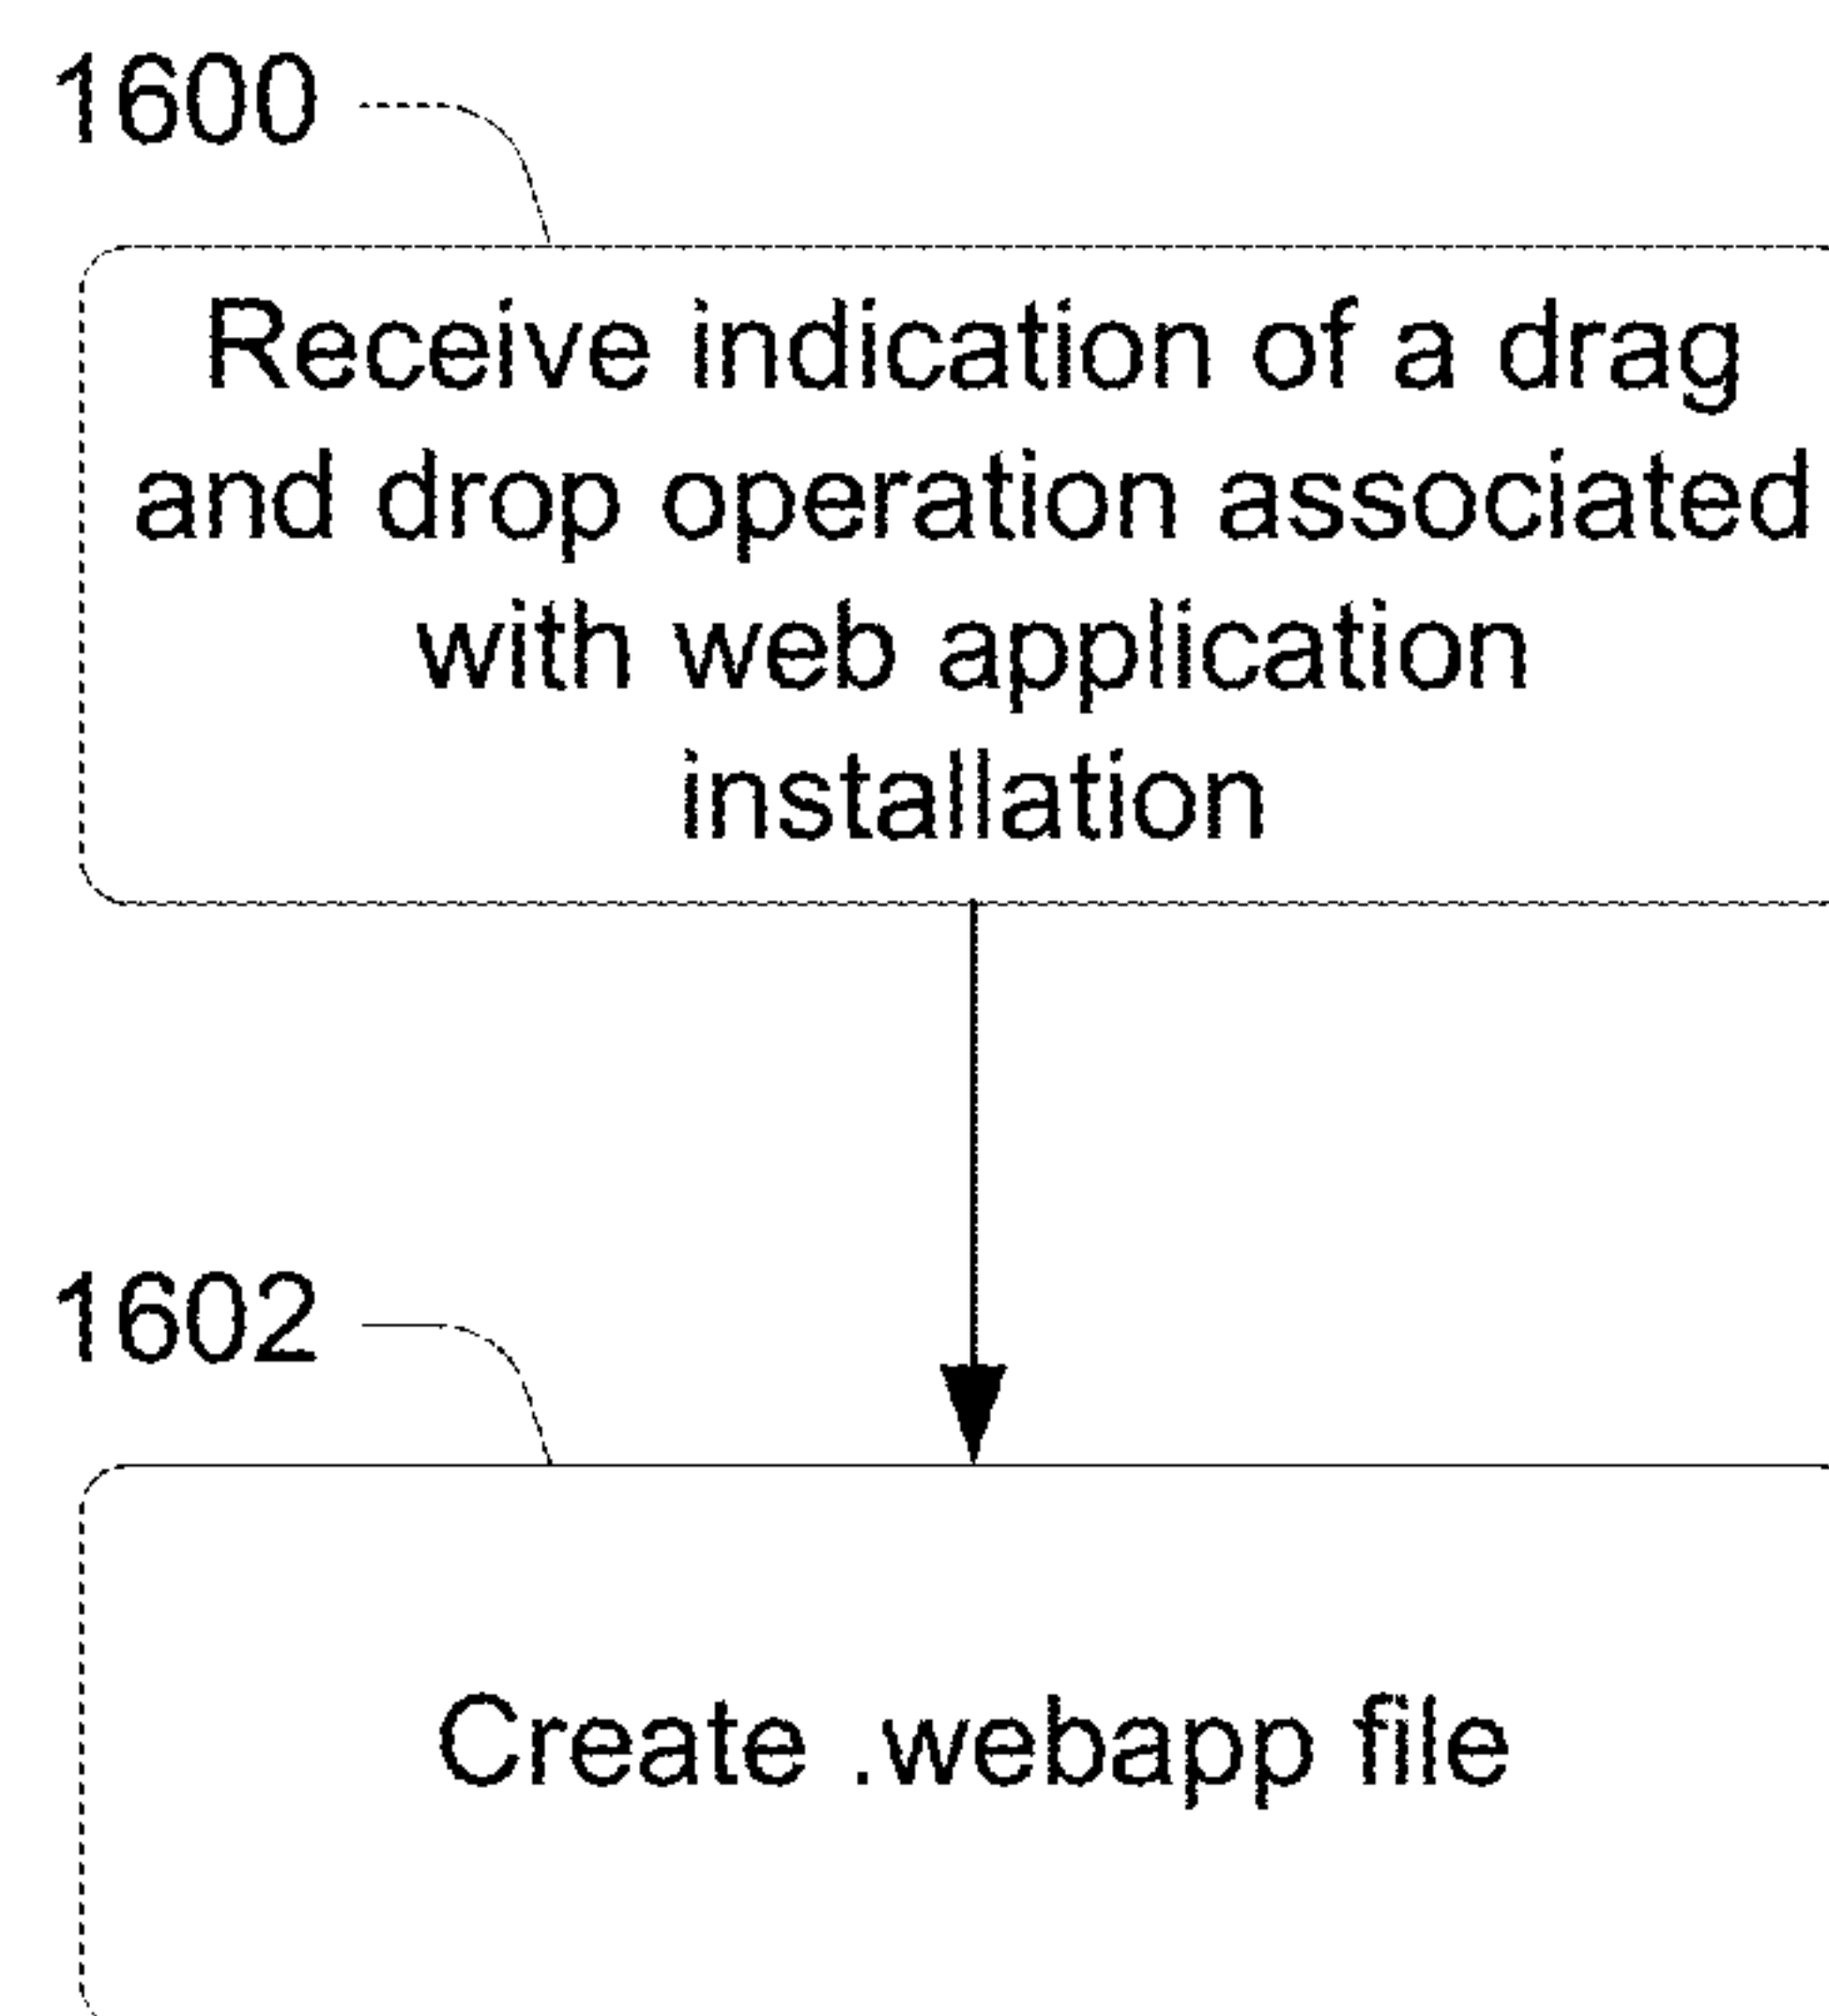 1600
Receive indication of a drag
and drop operation associated
with web application
installation
1602
Create .webapp file